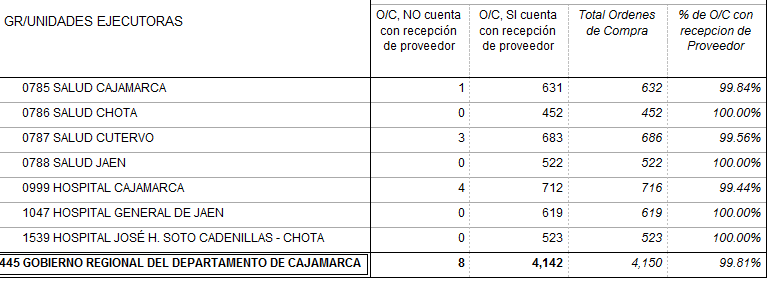 GR/UNIDADES EJECUTORAS O/C, NO cuenta con recepción de proveedor O/C, SI cuenta con recepción de proveedor Total Ordenes de Compra % de O/C con recepcion de Proveedor
0785 SALUD CAJAMARCA 1 631 632 99.84%
0786 SALUD CHOTA 0 452 452 100.00%
0787 SALUD CUTERVO 3 683 686 99.56%
0788 SALUD JAEN 0 522 522 100.00%
0999 HOSPITAL CAJAMARCA 4 712 716 99.44%
1047 HOSPITAL GENERAL DE JAEN 0 619 619 100.00%
1539 HOSPITAL JOSÉ H. SOTO CADENILLAS - CHOTA 0 523 523 100.00%
445 GOBIERNO REGIONAL DEL DEPARTAMENTO DE CAJAMARCA 8 4,142 4,150 99.81%